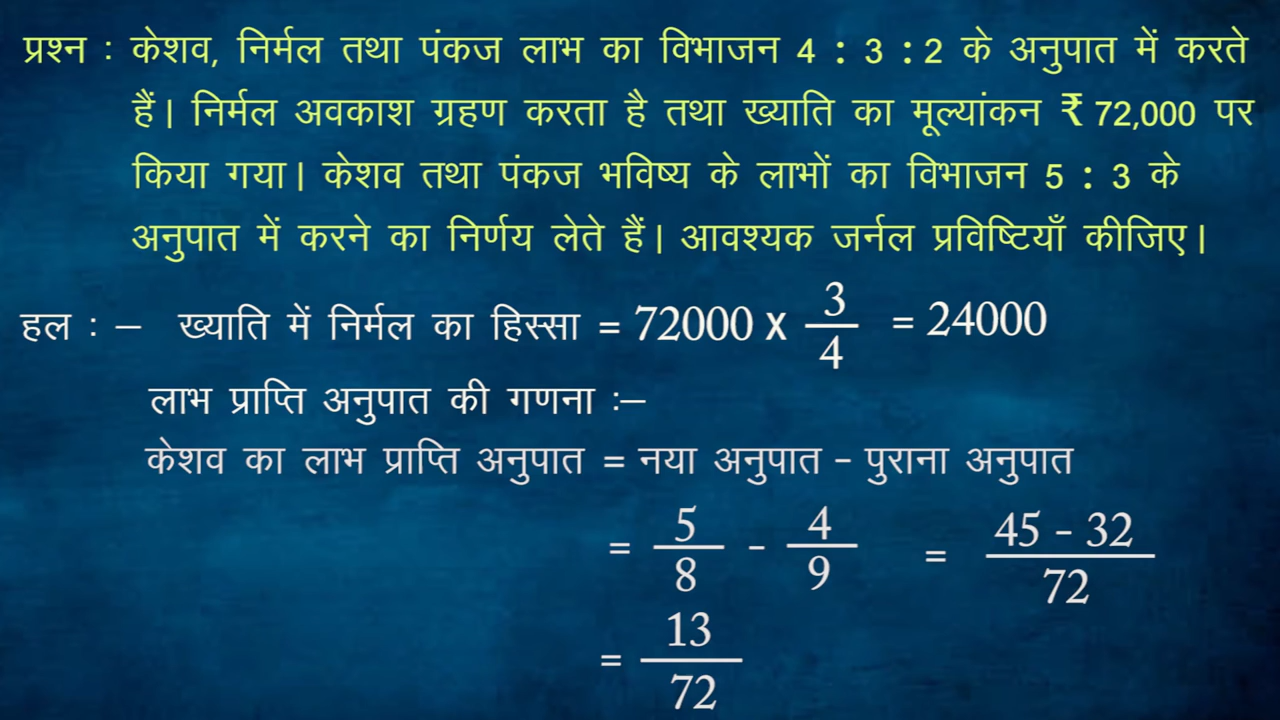 प्रश्न : केशव, निर्मल तथा पंकज लाभ का विभाजन 4 : 3 : 2 के अनुपात में करते
हैं। निर्मल अवकाश ग्रहण करता है तथा ख्याति का मूल्यांकन ₹ 72,000 पर
किया गया। केशव तथा पंकज भविष्य के लाभों का विभाजन 5 : 3 के
अनुपात में करने का निर्णय लेते हैं। आवश्यक जर्नल प्रविष्टियाँ कीजिए।
हल : – ख्याति में निर्मल का हिस्सा = 72000 x 3/4 = 24000
लाभ प्राप्ति अनुपात की गणना :–
केशव का लाभ प्राप्ति अनुपात = नया अनुपात - पुराना अनुपात
= 5/8 - 4/9 = 45 - 32/72
= 13/72